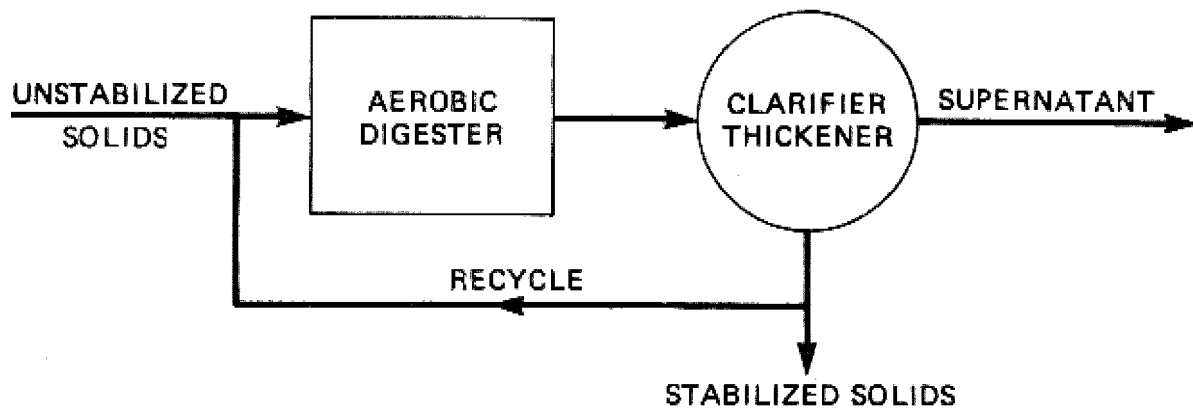 UNSTABILIZED
SOLIDS
AEROBIC
DIGESTER
CLARIFIER
THICKENER
SUPERNATANT
RECYCLE
STABILIZED SOLIDS